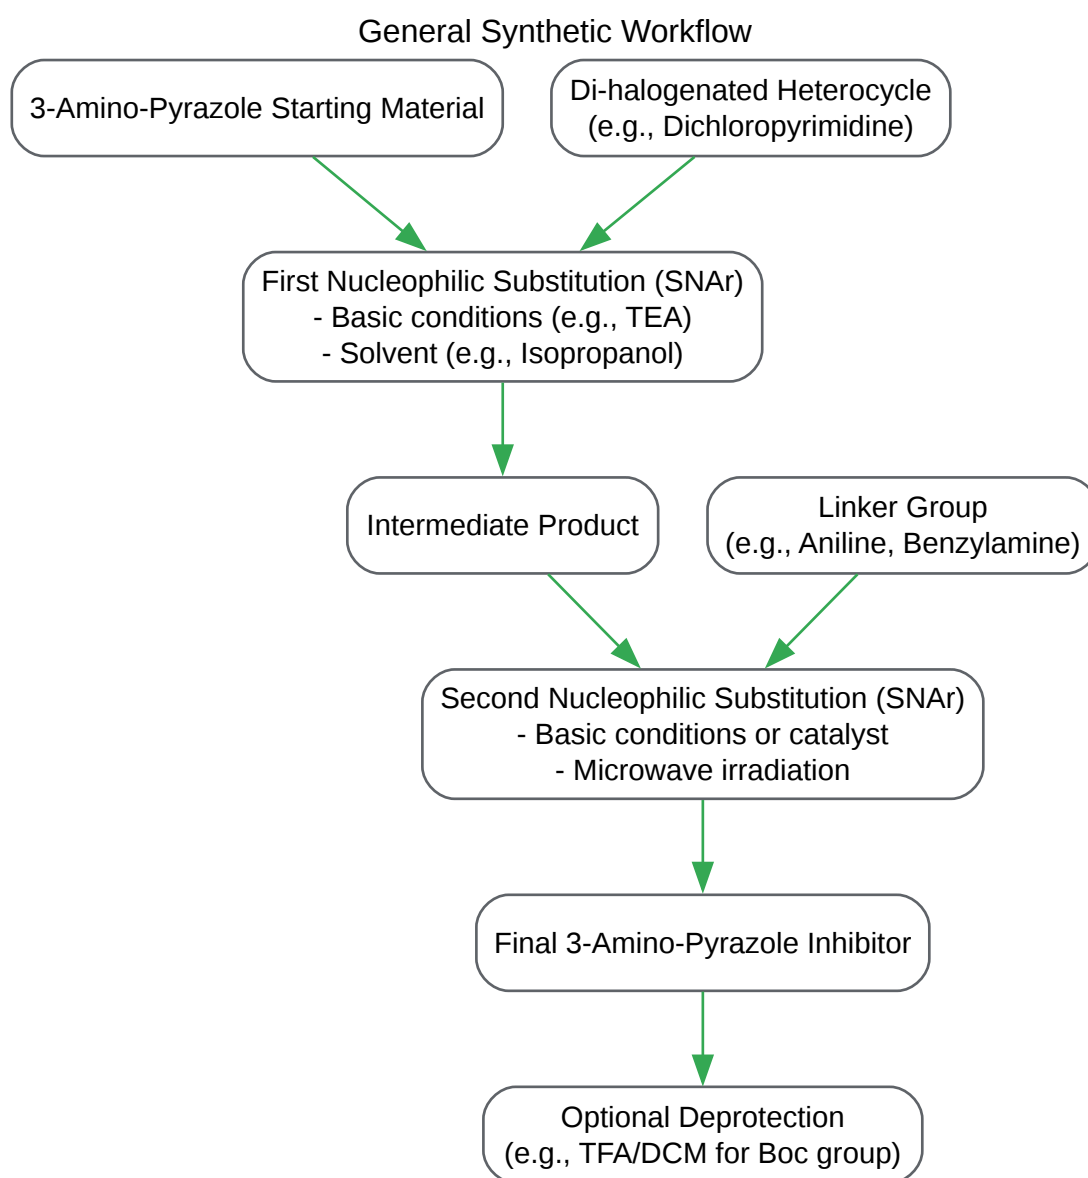 General Synthetic Workflow
3-Amino-Pyrazole Starting Material
Di-halogenated Heterocycle
(e.g., Dichloropyrimidine)
First Nucleophilic Substitution (SNAr)
- Basic conditions (e.g., TEA)
- Solvent (e.g., Isopropanol)
Intermediate Product
Linker Group
(e.g., Aniline, Benzylamine)
Second Nucleophilic Substitution (SNAr)
- Basic conditions or catalyst
- Microwave irradiation
Final 3-Amino-Pyrazole Inhibitor
Optional Deprotection
(e.g., TFA/DCM for Boc group)